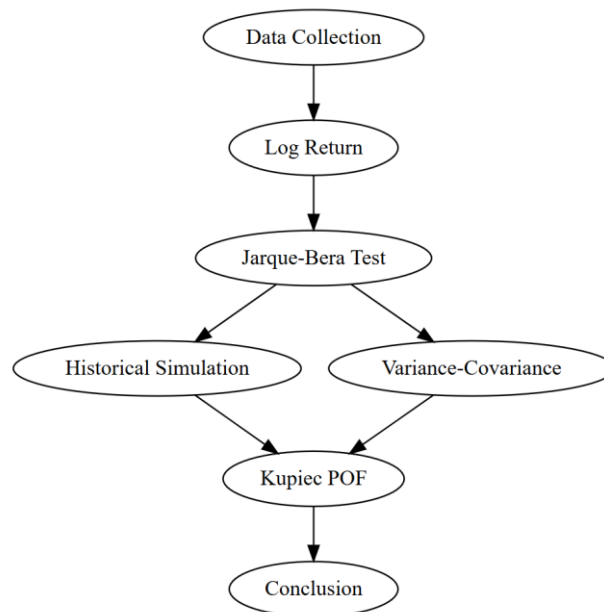 Data Collection
Log Return
Jarque-Bera Test
Historical Simulation
Variance-Covariance
Kupiec POF
Conclusion